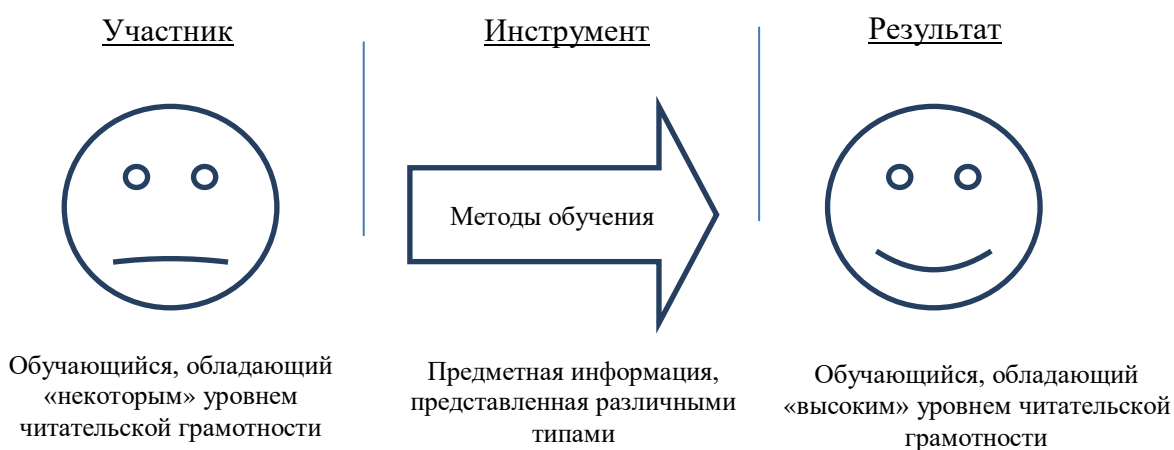 Участник
Инструмент
Результат
Методы обучения
Обучающийся, обладающий
«некоторым» уровнем
читательской грамотности
Предметная информация,
представленная различными
типами
Обучающийся, обладающий
«высоким» уровнем читательской
грамотности